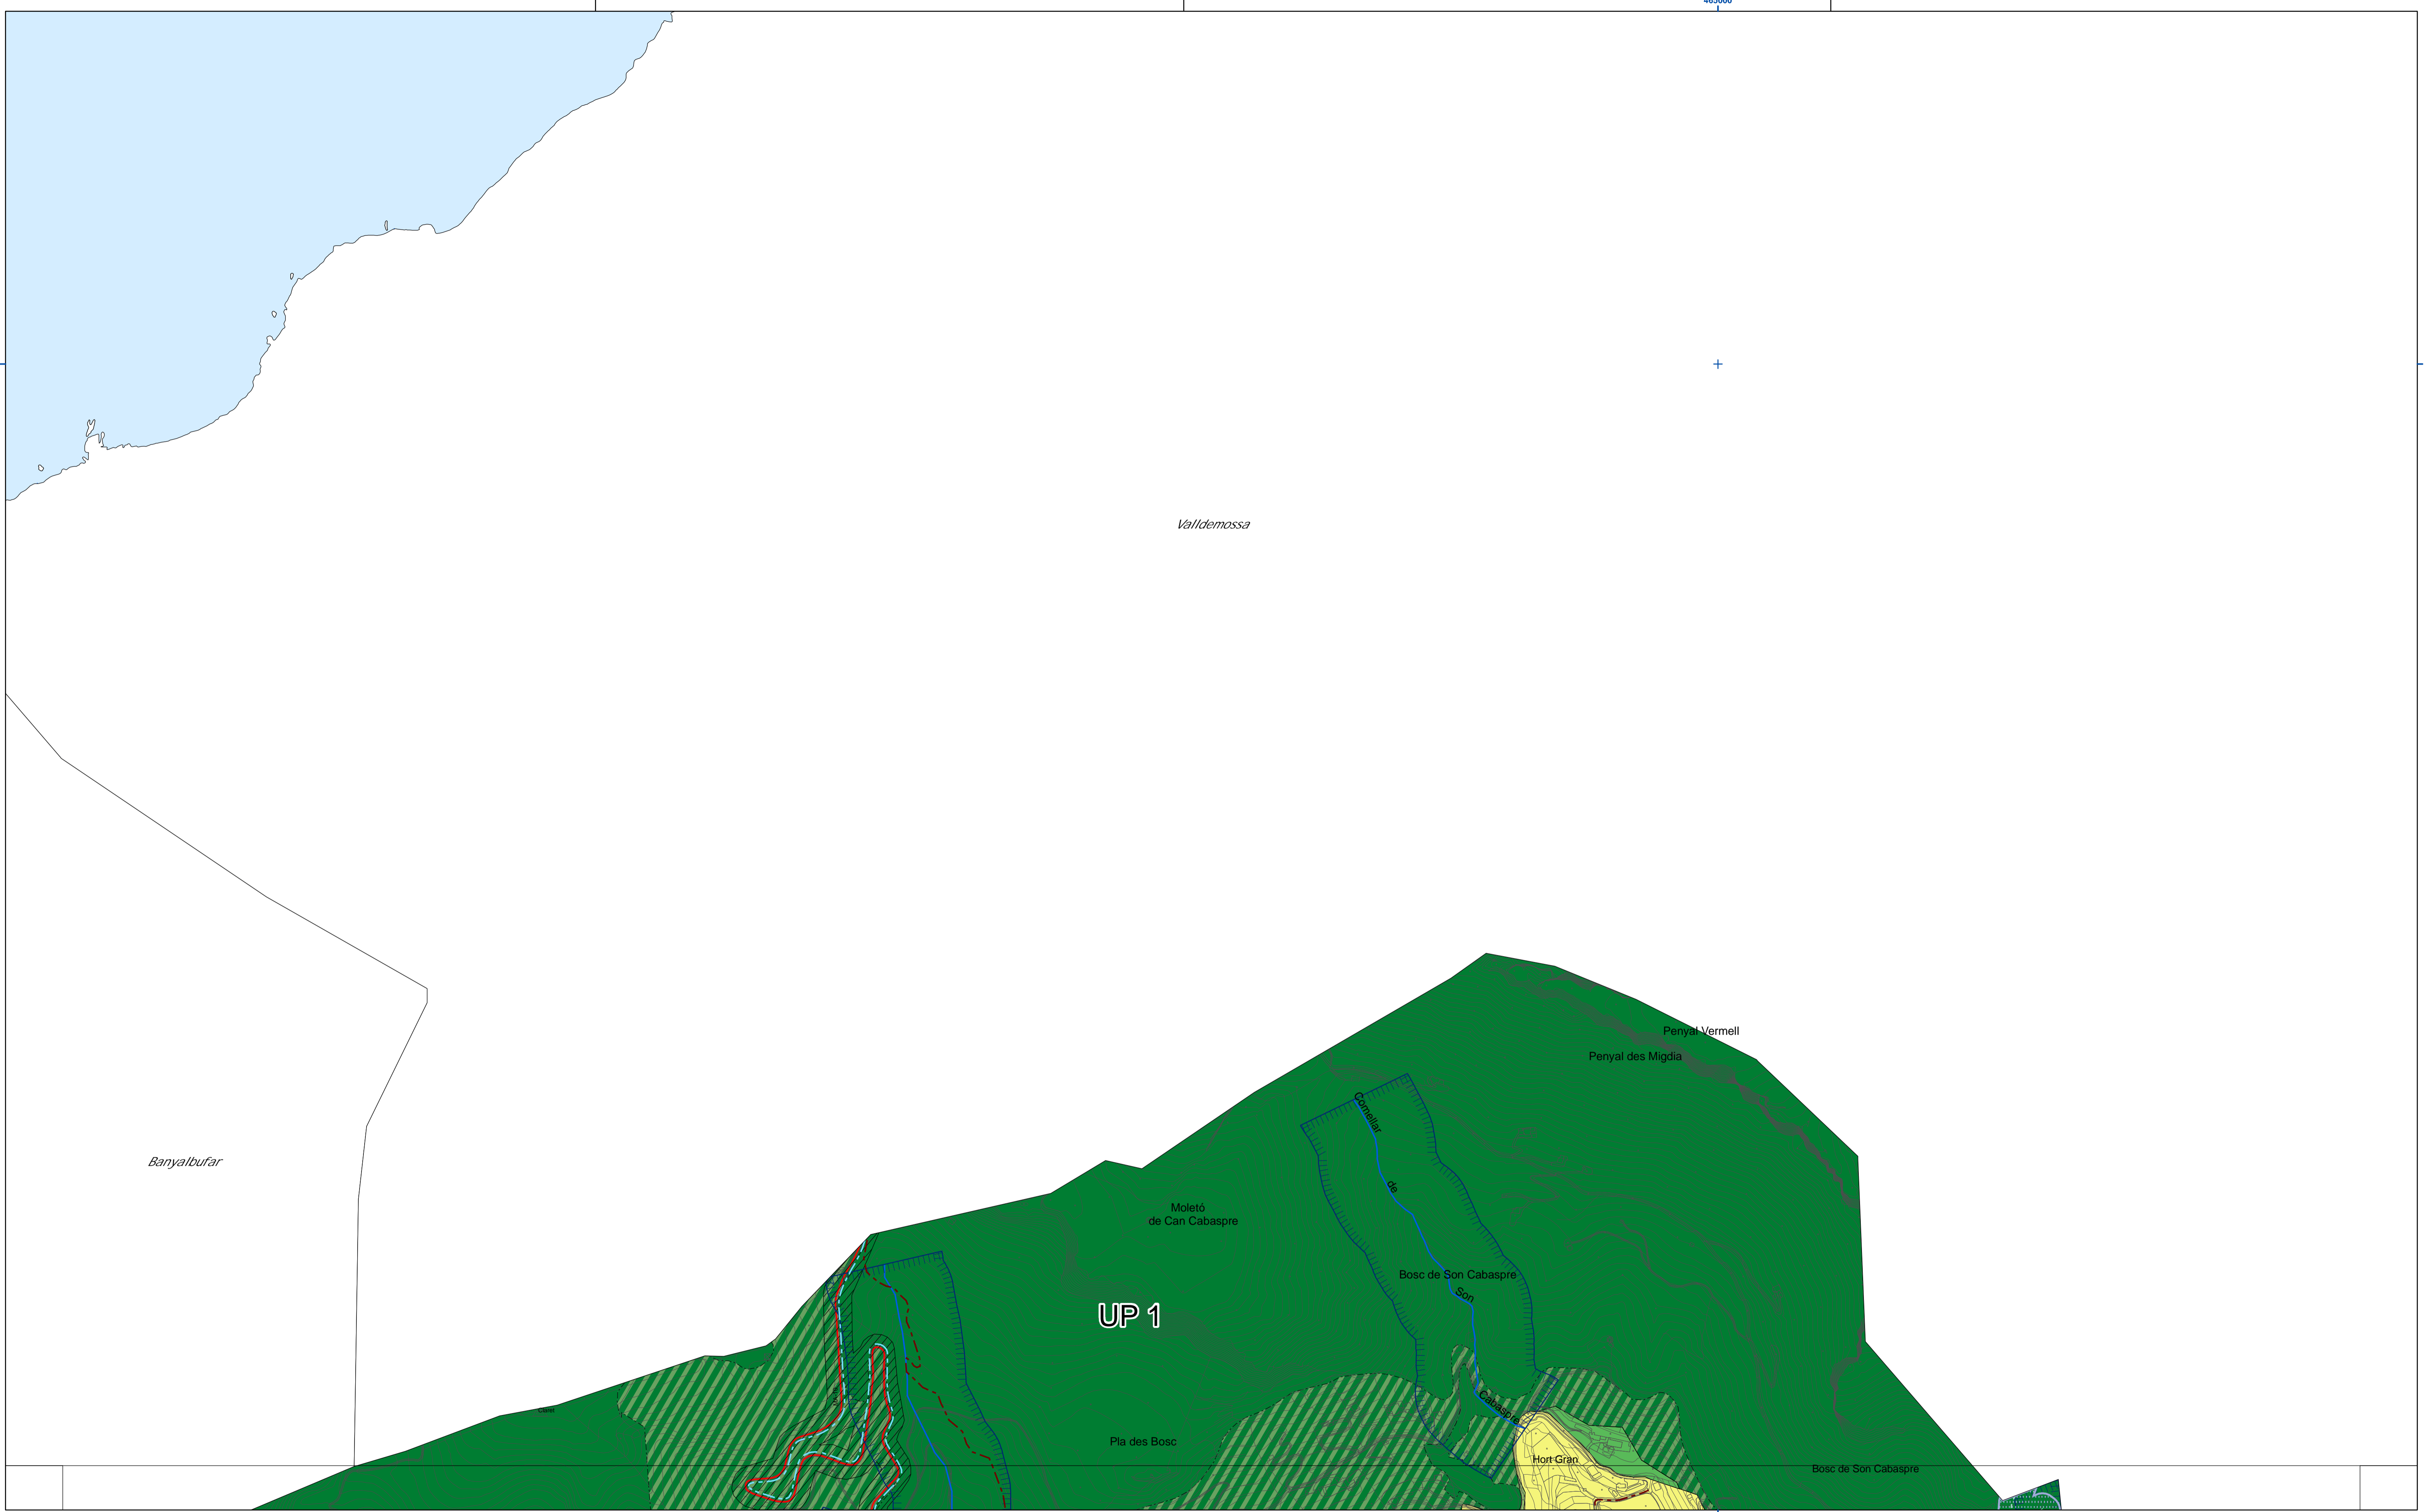 465000
Valldemossa
Penyal Vermell
Penyal des Migdia
Comellar
de
Banyalbufar
Moletó
de Can Cabaspre
Bosc de Son Cabaspre
Son
UP 1
Cabaspre
Pla des Bosc
Hort Gran
Bosc de Son Cabaspre